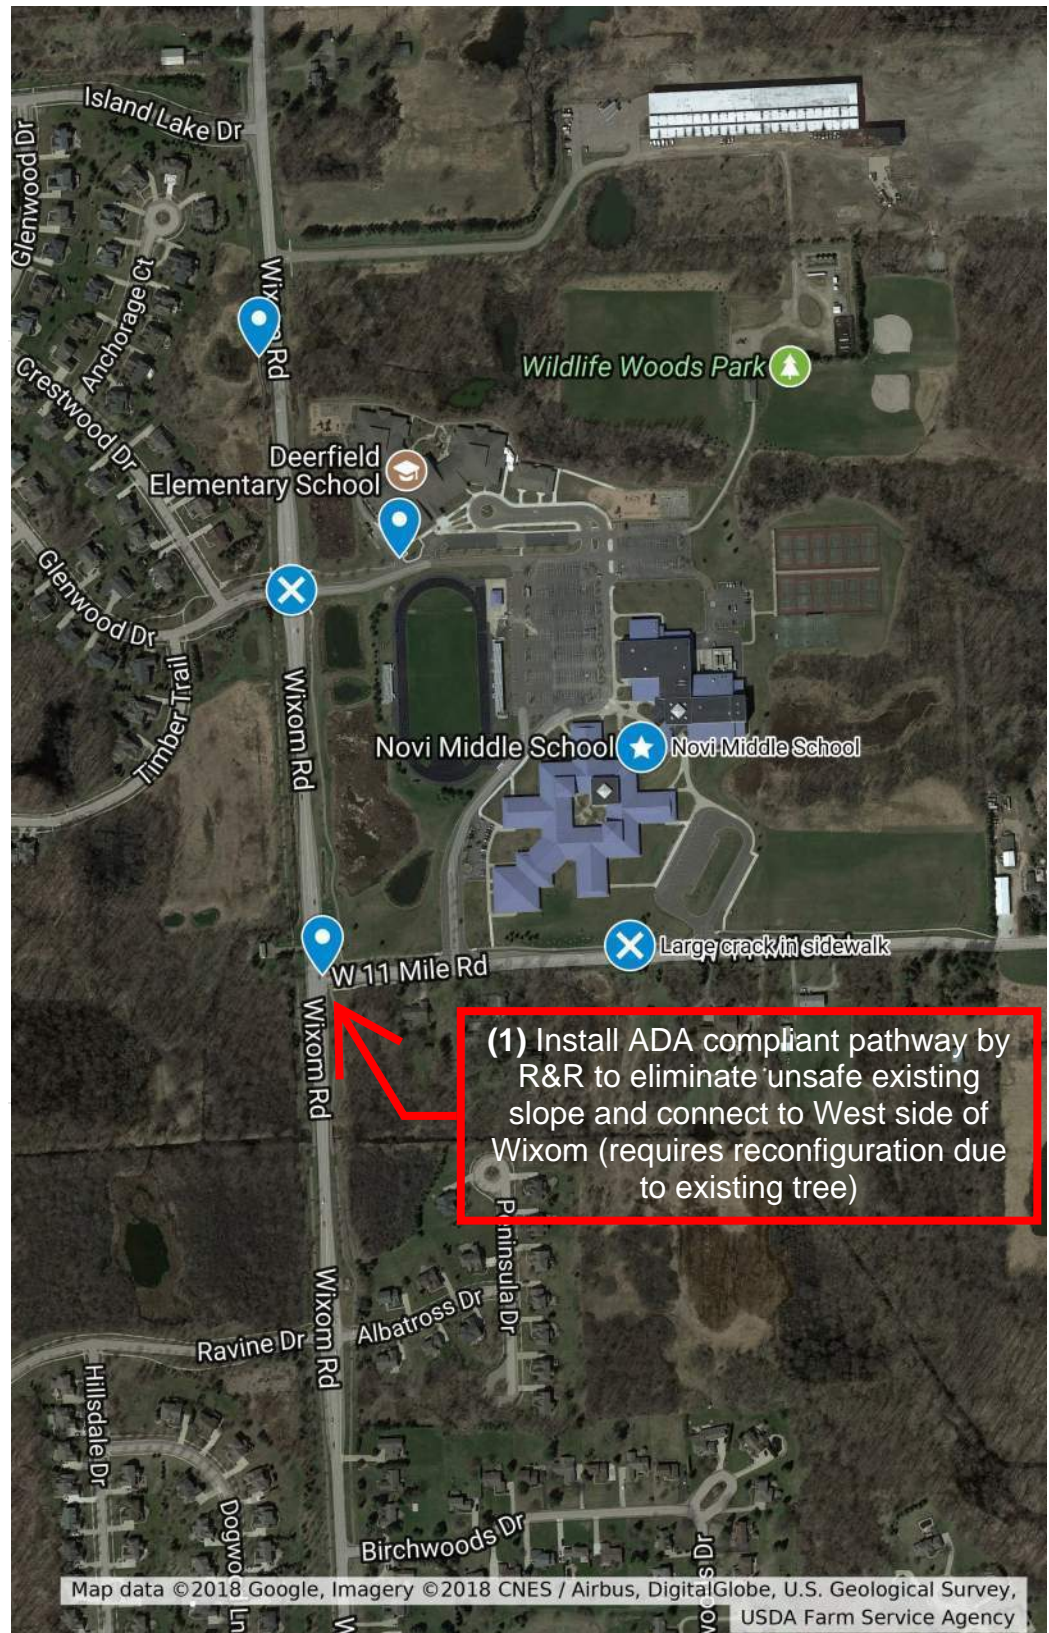 Island Lake Dr
Glenwood Dr
Anchorage Ct
Wixom Rd
Crestwood Dr
Wildlife Woods Park
Deerfield
Elementary School
Glenwood Dr
Timber Trail
Wixom Rd
Novi Middle School
Novi Middle School
Large crack in sidewalk
W 11 Mile Rd
Wixom Rd
(1) Install ADA compliant pathway by
R&R to eliminate unsafe existing
slope and connect to West side of
Wixom (requires reconfiguration due
to existing tree)
Peninsula Dr
Albatross Dr
Ravine Dr
Wixom Rd
Hillsdale Dr
Dogwood Ln
Birchwoods Dr
Map data ©2018 Google, Imagery ©2018 CNES / Airbus, DigitalGlobe, U.S. Geological Survey,
USDA Farm Service Agency